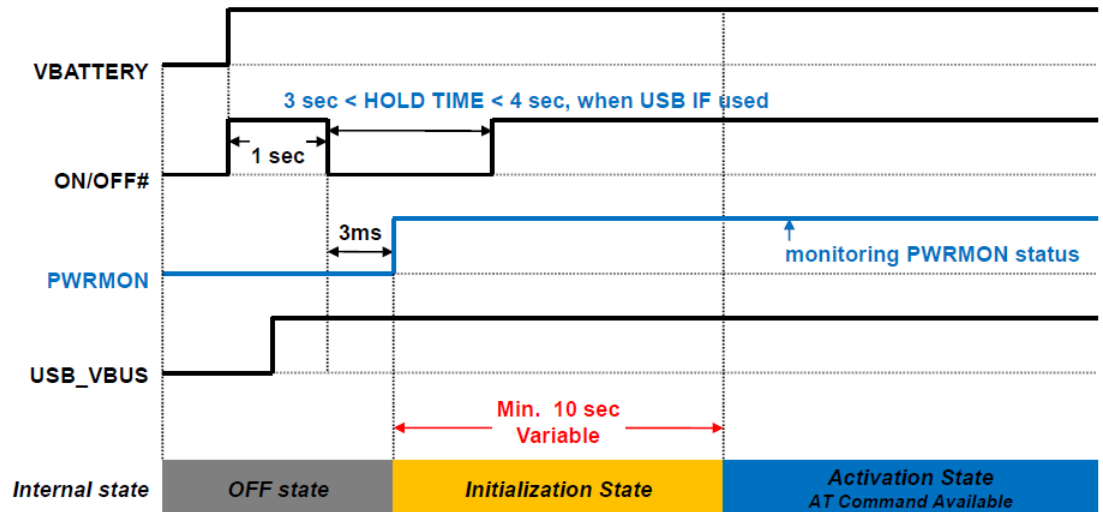 VBATTERY
3 sec < HOLD TIME < 4 sec, when USB IF used
1 sec
ON/OFF#
3ms
monitoring PWRMON status
PWRMON
USB_VBUS
Min. 10 sec
Variable
Internal state
OFF state
Initialization State
Activation State
AT Command Available